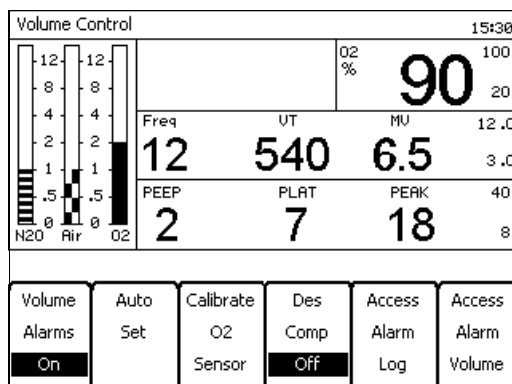 Volume Control 15:30
12 12
8 8
4 4
2 2
1 1
.5 .5
0 0
N2O Air O2
O2 % 90 100 20
Freq VT MV 12.0
12 540 6.5 3.0
PEEP PLAT PEAK 40
2 7 18 8
Volume Alarms On
Auto Set
Calibrate O2 Sensor
Des Comp Off
Access Alarm Log
Access Alarm Volume